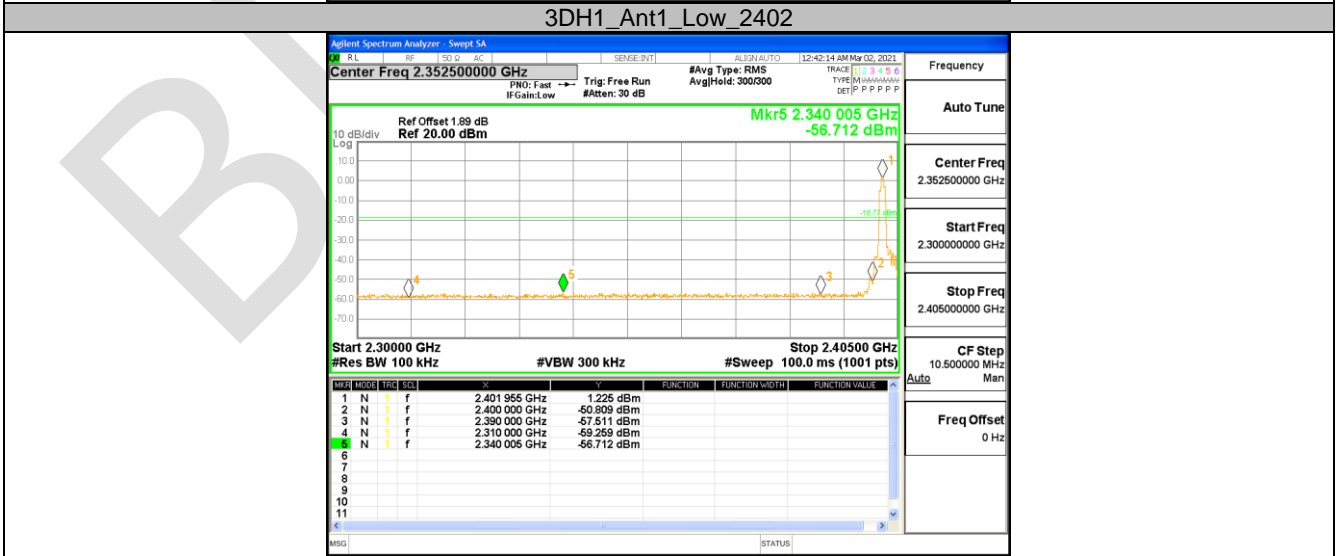 3DH1_Ant1_Low_2402
Agilent Spectrum Analyzer - Swept SA
RL RF 50 Ω AC SENSE:INT ALIGNAUTO 12:42:14 AM Mar 02, 2021
Center Freq 2.352500000 GHz
PNO: Fast
IFGain:Low
Trig: Free Run
#Atten: 30 dB
#Avg Type: RMS
Avg|Hold: 300/300
TRACE 1 2 3 4 5 6
TYPE M
DET P P P P P P
Frequency
Ref Offset 1.89 dB
10 dB/div Ref 20.00 dBm
Log
Mkr5 2.340 005 GHz
-56.712 dBm
10.0
0.00
-10.0
-20.0
-30.0
-40.0
-50.0
-60.0
-70.0
1
2
3
4
5
Start 2.30000 GHz Stop 2.40500 GHz
#Res BW 100 kHz #VBW 300 kHz #Sweep 100.0 ms (1001 pts)
MKR MODE TRC SCL X Y FUNCTION FUNCTION WIDTH FUNCTION VALUE
1 N 1 f 2.401 955 GHz 1.225 dBm
2 N 1 f 2.400 000 GHz -50.809 dBm
3 N 1 f 2.390 000 GHz -57.511 dBm
4 N 1 f 2.310 000 GHz -59.259 dBm
5 N 1 f 2.340 005 GHz -56.712 dBm
6
7
8
9
10
11
MSG STATUS
Auto Tune
Center Freq
2.352500000 GHz
Start Freq
2.300000000 GHz
Stop Freq
2.405000000 GHz
CF Step
10.500000 MHz
Auto Man
Freq Offset
0 Hz